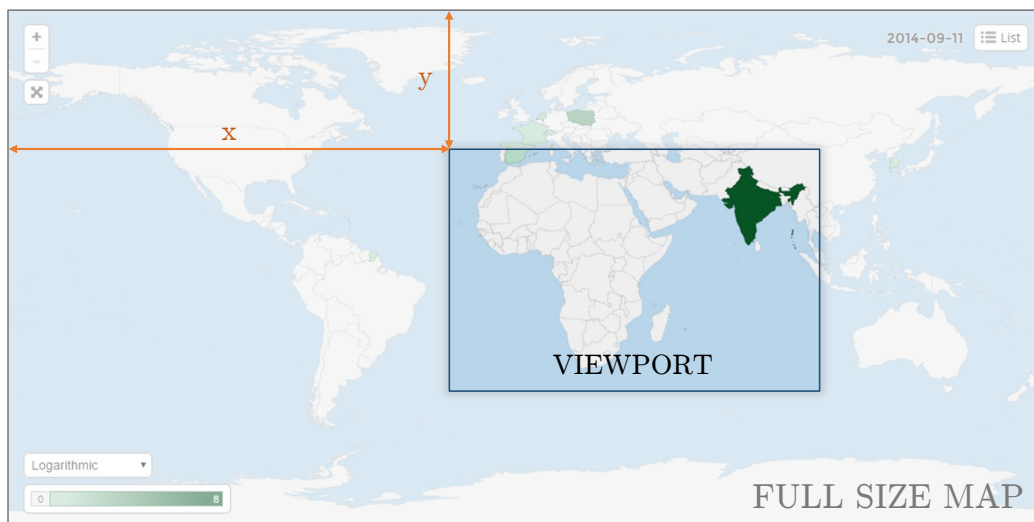 +
2014-09-11
List
−
y
x
VIEWPORT
Logarithmic
0
8
FULL SIZE MAP